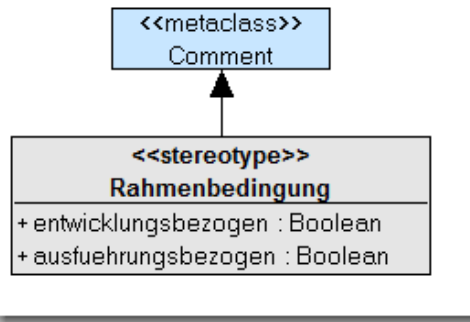 <<metaclass>>
Comment
<<stereotype>>
Rahmenbedingung
+ entwicklungsbezogen : Boolean
+ ausfuehrungsbezogen : Boolean